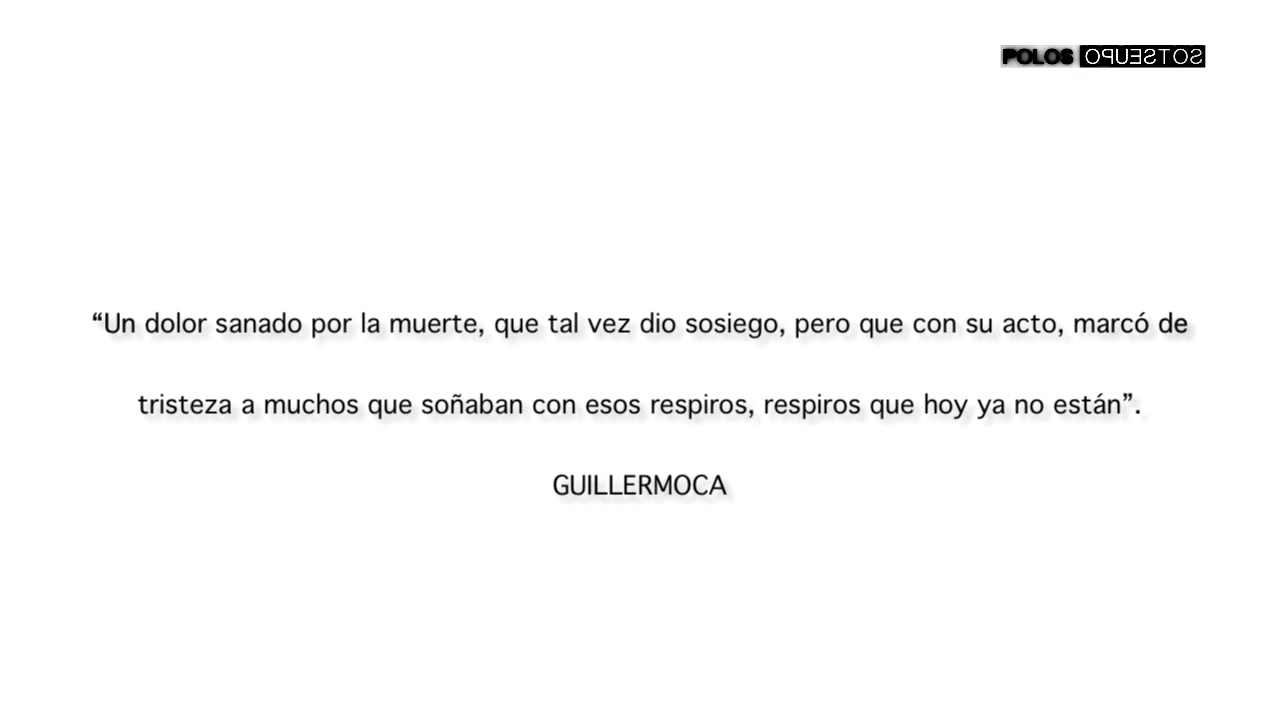 POLOS OPUESTOS
“Un dolor sanado por la muerte, que tal vez dio sosiego, pero que con su acto, marcó de
tristeza a muchos que soñaban con esos respiros, respiros que hoy ya no están”.
GUILLERMOCA